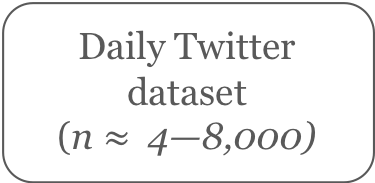 Daily Twitter
dataset
(n ≈ 4—8,000)